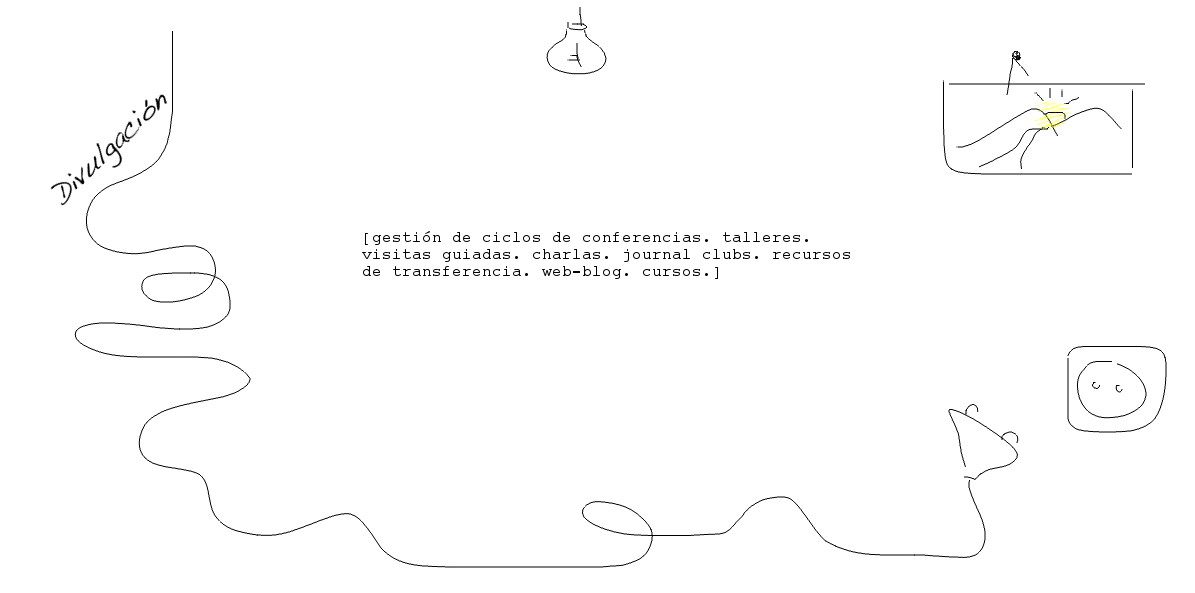 Divulgación
[gestión de ciclos de conferencias. talleres.
visitas guiadas. charlas. journal clubs. recursos
de transferencia. web-blog. cursos.]